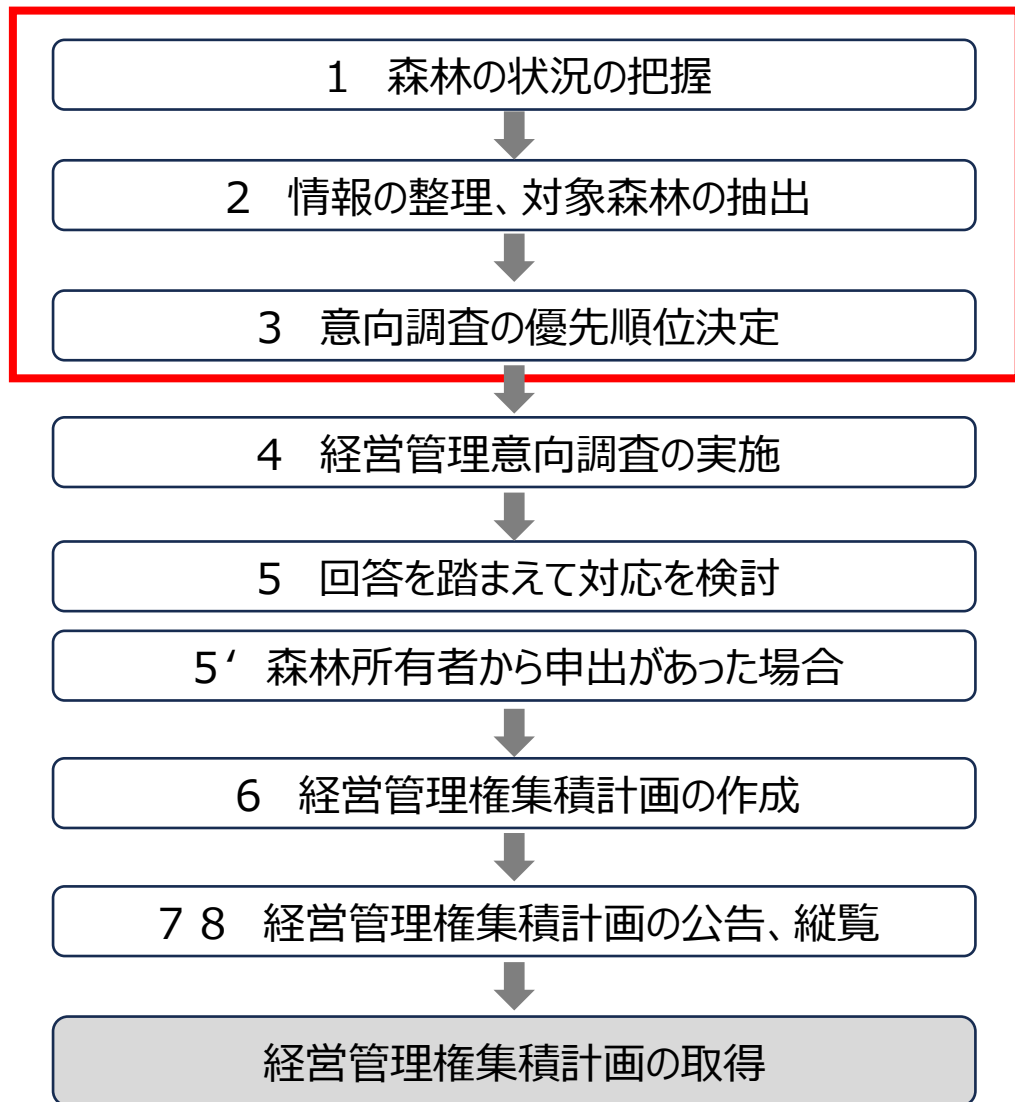 1　森林の状況の把握
2　情報の整理、対象森林の抽出
3　意向調査の優先順位決定
4　経営管理意向調査の実施
5　回答を踏まえて対応を検討
5‘　森林所有者から申出があった場合
6　経営管理権集積計画の作成
7 8　経営管理権集積計画の公告、縦覧
経営管理権集積計画の取得